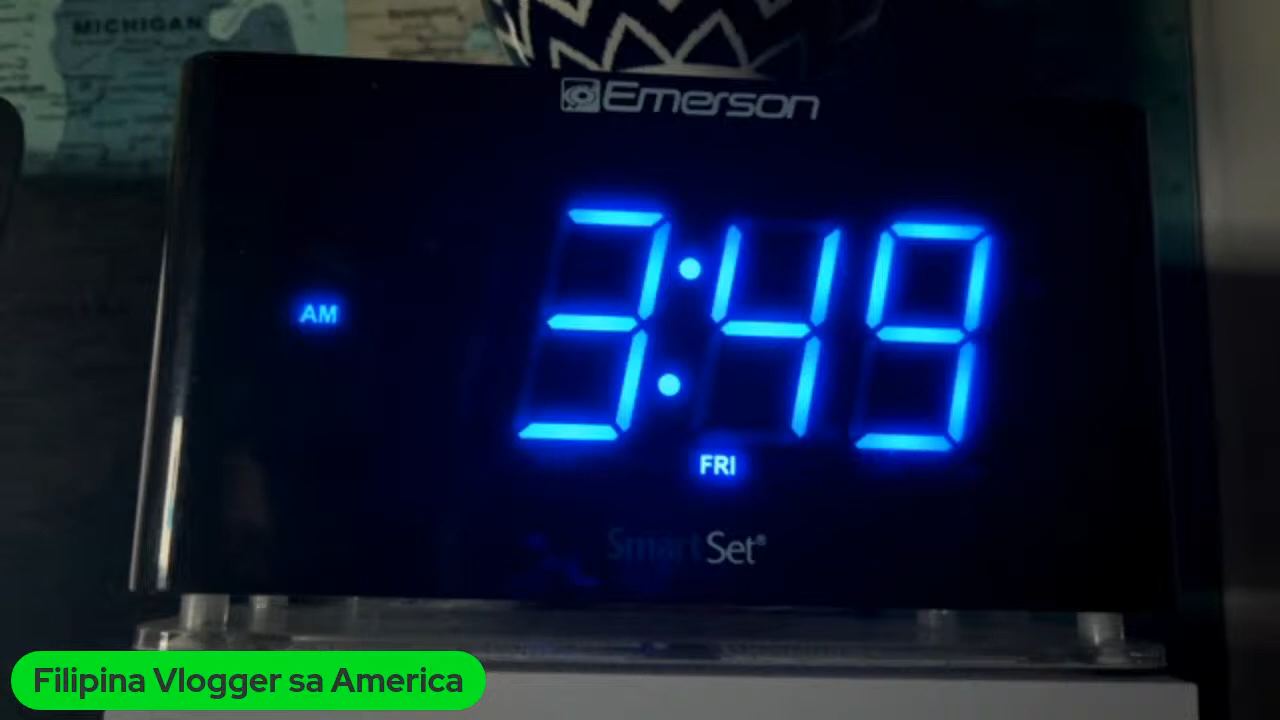 MICHIGAN
Emerson
AM
3:49
FRI
SmartSet®
Filipina Vlogger sa America